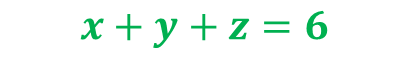 x + y + z = 6